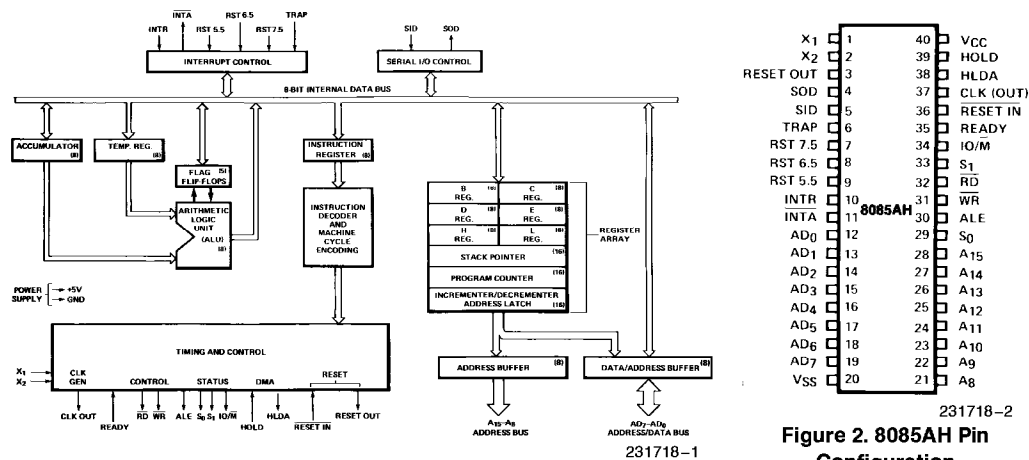 INTR INTA RST 5.5 RST 6.5 RST7.5 TRAP
INTERRUPT CONTROL
SID SOD
SERIAL I/O CONTROL
8-BIT INTERNAL DATA BUS
ACCUMULATOR (8)
TEMP. REG. (8)
FLAG (5)
FLIP-FLOPS
ARITHMETIC
LOGIC
UNIT
(ALU)
(8)
INSTRUCTION
REGISTER (8)
INSTRUCTION
DECODER
AND
MACHINE
CYCLE
ENCODING
B (8) C (8)
REG. REG.
D (8) E (8)
REG. REG.
H (8) L (8)
REG. REG.
STACK POINTER (16)
PROGRAM COUNTER (16)
INCREMENTER/DECREMENTER
ADDRESS LATCH (16)
REGISTER
ARRAY
POWER
SUPPLY
+5V
GND
TIMING AND CONTROL
X1
X2
CLK
GEN
CONTROL STATUS DMA RESET
CLK OUT READY RD WR ALE S0 S1 IO/M HOLD HLDA RESET IN RESET OUT
ADDRESS BUFFER (8)
DATA/ADDRESS BUFFER (8)
A15–A8
ADDRESS BUS
AD7–AD0
ADDRESS/DATA BUS
231718–1
X1 1 40 VCC
X2 2 39 HOLD
RESET OUT 3 38 HLDA
SOD 4 37 CLK (OUT)
SID 5 36 RESET IN
TRAP 6 35 READY
RST 7.5 7 34 IO/M
RST 6.5 8 33 S1
RST 5.5 9 32 RD
INTR 10 31 WR
8085AH
INTA 11 30 ALE
AD0 12 29 S0
AD1 13 28 A15
AD2 14 27 A14
AD3 15 26 A13
AD4 16 25 A12
AD5 17 24 A11
AD6 18 23 A10
AD7 19 22 A9
VSS 20 21 A8
231718–2
Figure 2. 8085AH Pin
Configuration